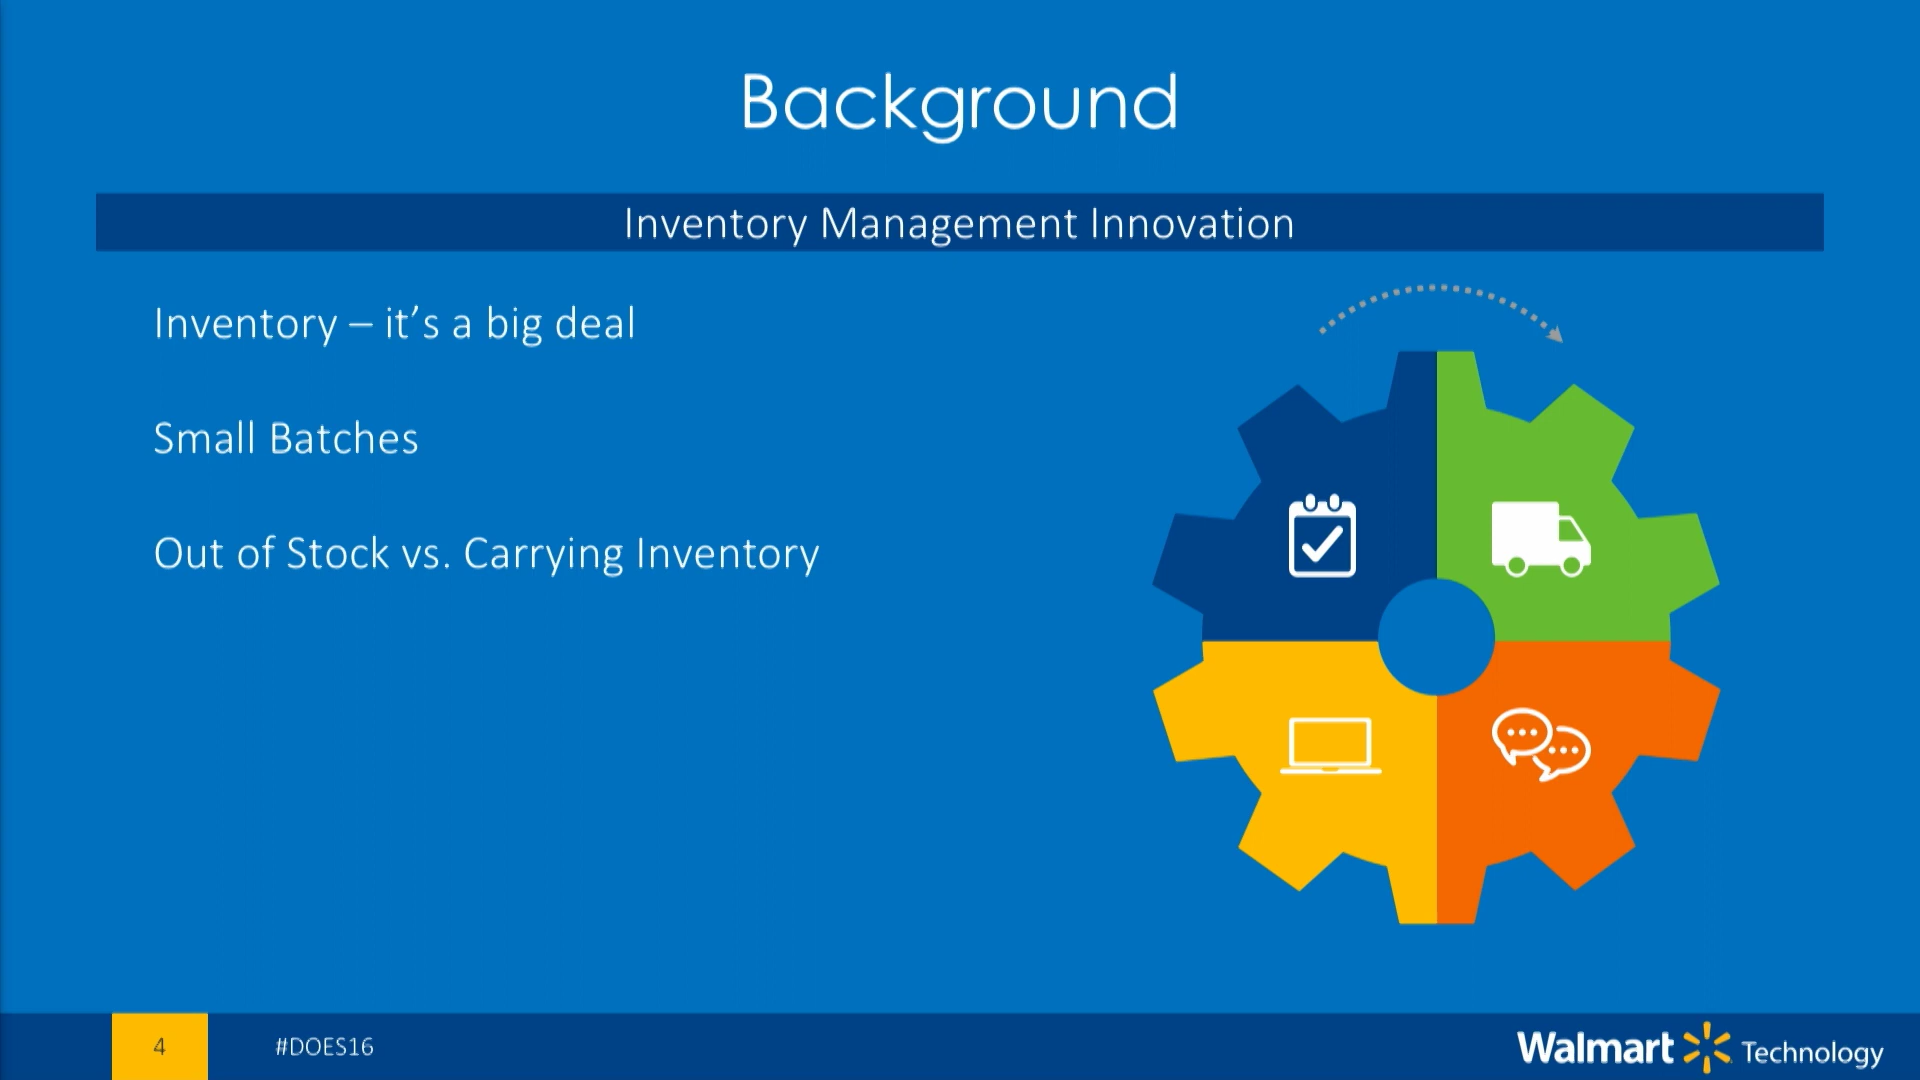 Background
Inventory Management Innovation
Inventory – it’s a big deal
Small Batches
Out of Stock vs. Carrying Inventory
4
#DOES16
Walmart Technology